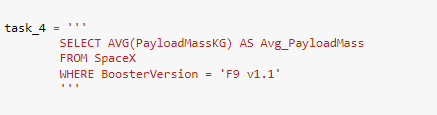 task_4 = '''
SELECT AVG(PayloadMassKG) AS Avg_PayloadMass
FROM SpaceX
WHERE BoosterVersion = 'F9 v1.1'
'''